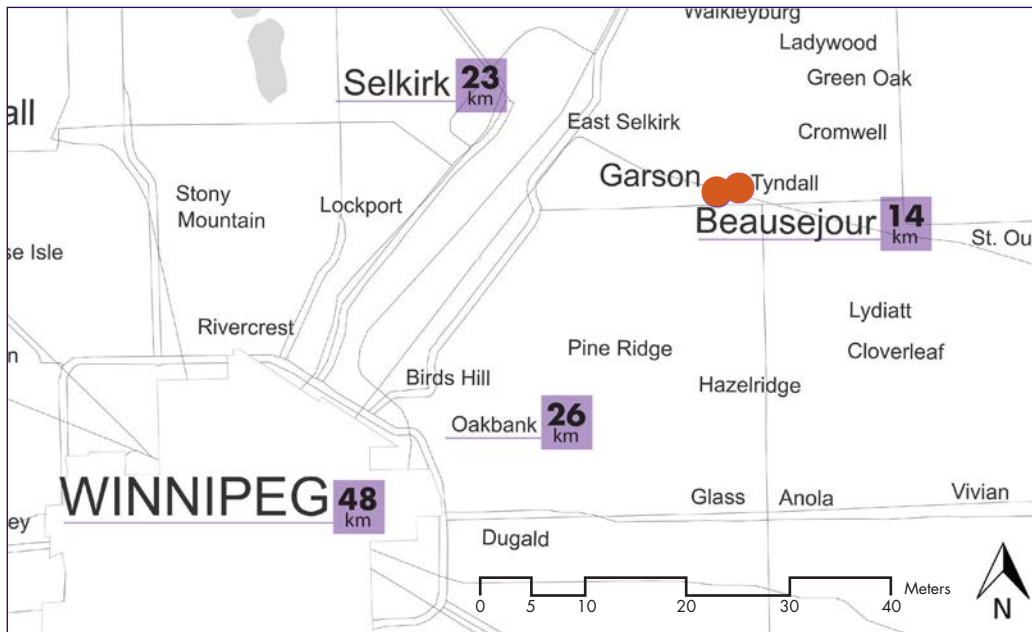 Walkleyburg
Ladywood
Green Oak
Selkirk 23
km
all
East Selkirk
Cromwell
Garson
Tyndall
Stony
Mountain
Lockport
Beausejour 14
km
St. Ou
se Isle
Rivercrest
Lydiatt
n
Pine Ridge
Cloverleaf
Birds Hill
Hazelridge
Oakbank 26
km
WINNIPEG 48
km
Glass
Anola
Vivian
ey
Dugald
Meters
0 5 10 20 30 40
N